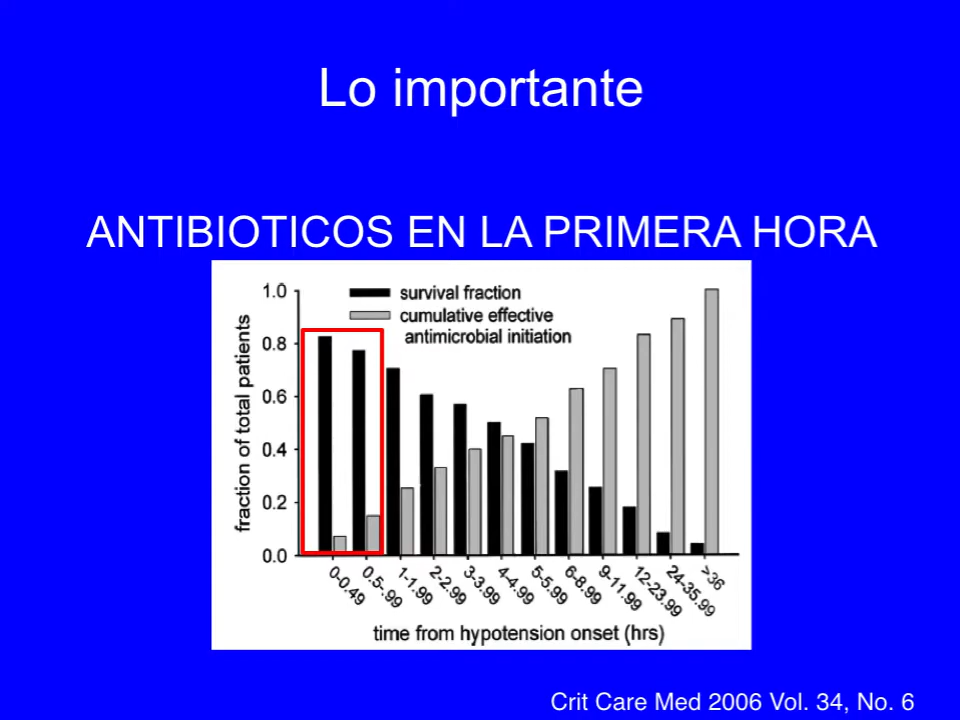 Lo importante
ANTIBIOTICOS EN LA PRIMERA HORA
survival fraction
cumulative effective
antimicrobial initiation
fraction of total patients
1.0
0.8
0.6
0.4
0.2
0.0
0-0.49
0.5-.99
1-1.99
2-2.99
3-3.99
4-4.99
5-5.99
6-8.99
9-11.99
12-23.99
24-35.99
>36
time from hypotension onset (hrs)
Crit Care Med 2006 Vol. 34, No. 6